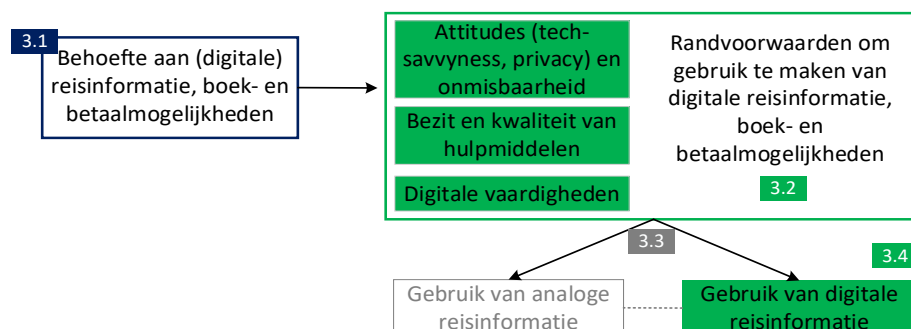 3.1
Behoefte aan (digitale)
reisinformatie, boek- en
betaalmogelijkheden
Attitudes (tech-
savvyness, privacy) en
onmisbaarheid
Bezit en kwaliteit van
hulpmiddelen
Digitale vaardigheden
Randvoorwaarden om
gebruik te maken van
digitale reisinformatie,
boek- en
betaalmogelijkheden
3.2
3.3
3.4
Gebruik van analoge
reisinformatie
Gebruik van digitale
reisinformatie